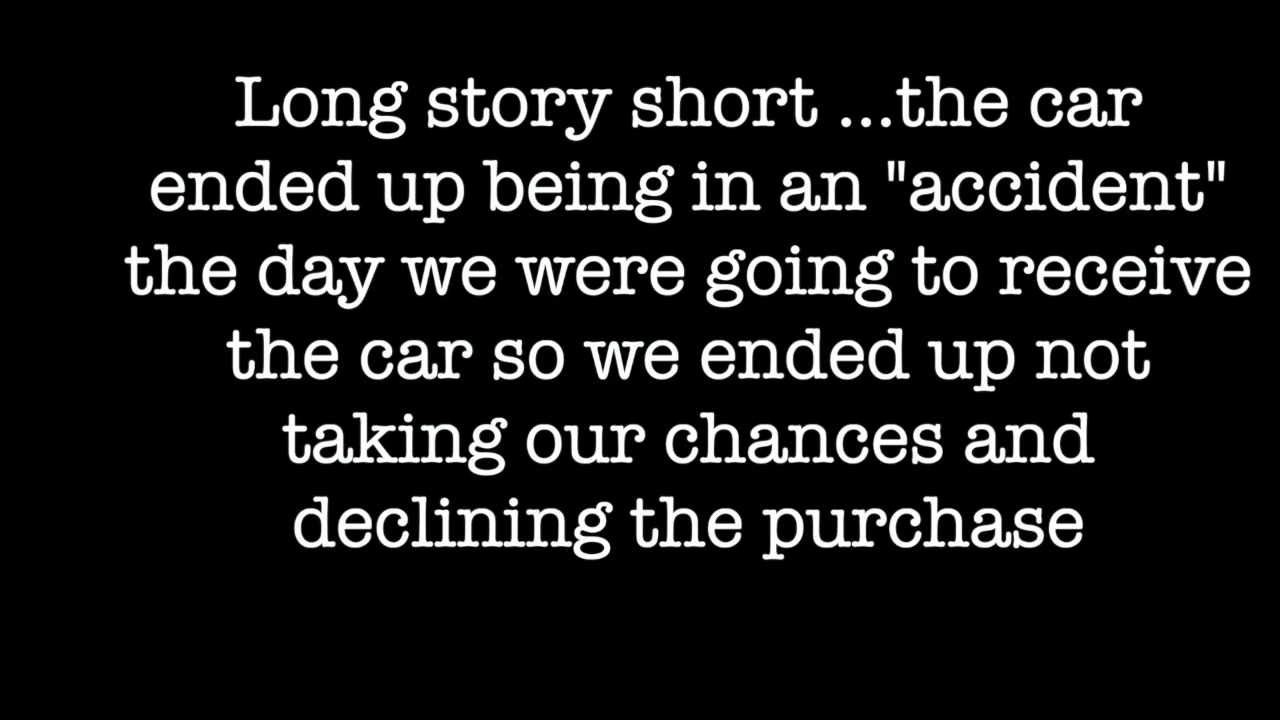 Long story short ...the car
ended up being in an "accident"
the day we were going to receive
the car so we ended up not
taking our chances and
declining the purchase